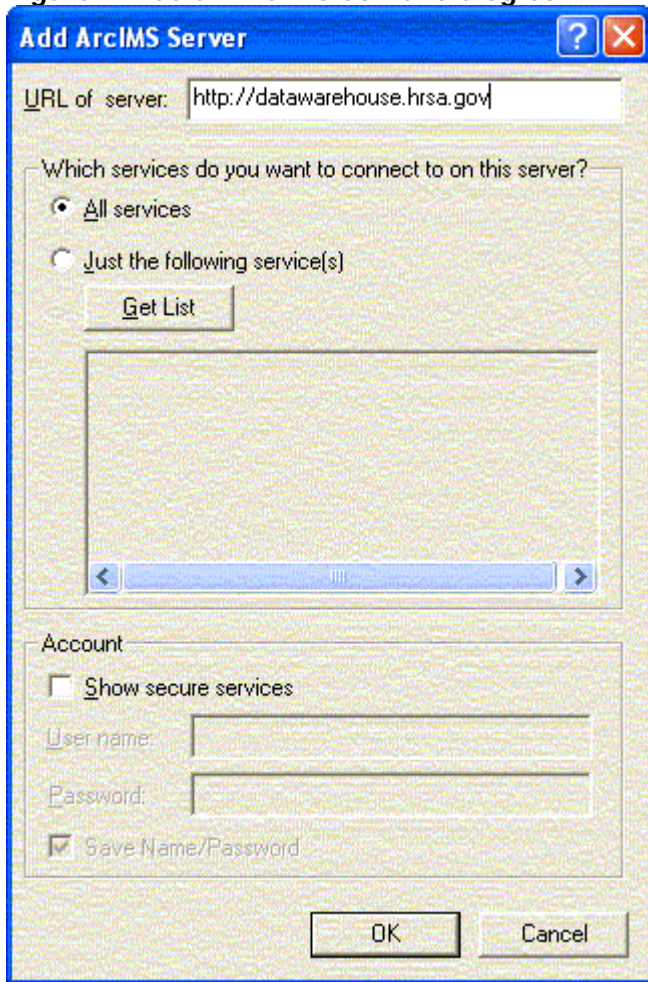 Add ArcIMS Server
URL of server: http://datawarehouse.hrsa.gov
Which services do you want to connect to on this server?
All services
Just the following service(s)
Get List
Account
Show secure services
User name:
Password:
Save Name/Password
OK Cancel